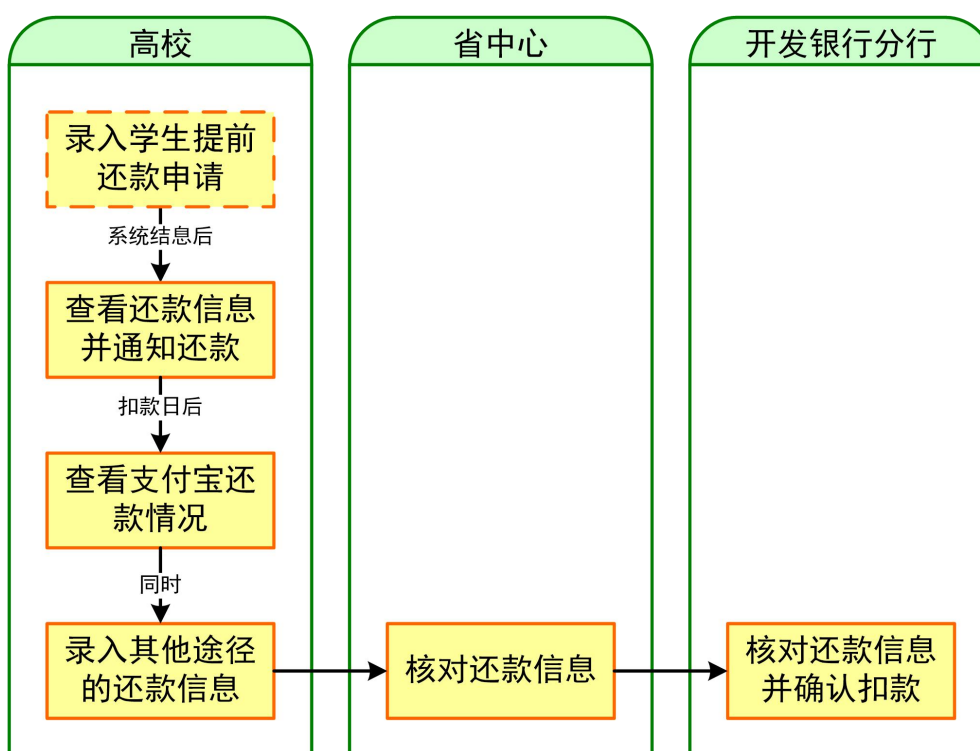 高校
省中心
开发银行分行
录入学生提前
还款申请
系统结息后
查看还款信息
并通知还款
扣款日后
查看支付宝还
款情况
同时
录入其他途径
的还款信息
核对还款信息
核对还款信息
并确认扣款